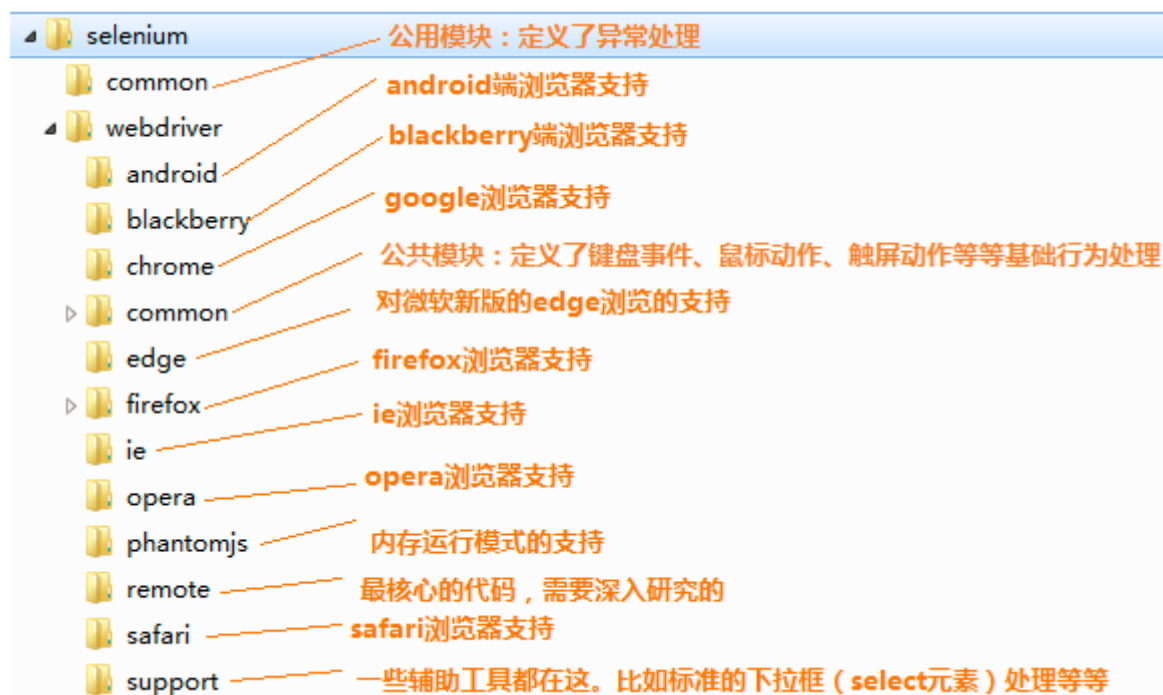 selenium
公用模块：定义了异常处理
common
android端浏览器支持
webdriver
blackberry端浏览器支持
android
google浏览器支持
blackberry
公共模块：定义了键盘事件、鼠标动作、触屏动作等等基础行为处理
chrome
对微软新版的edge浏览的支持
common
firefox浏览器支持
edge
ie浏览器支持
firefox
ie
opera浏览器支持
opera
内存运行模式的支持
phantomjs
最核心的代码，需要深入研究的
remote
safari浏览器支持
safari
一些辅助工具都在这。比如标准的下拉框（select元素）处理等等
support